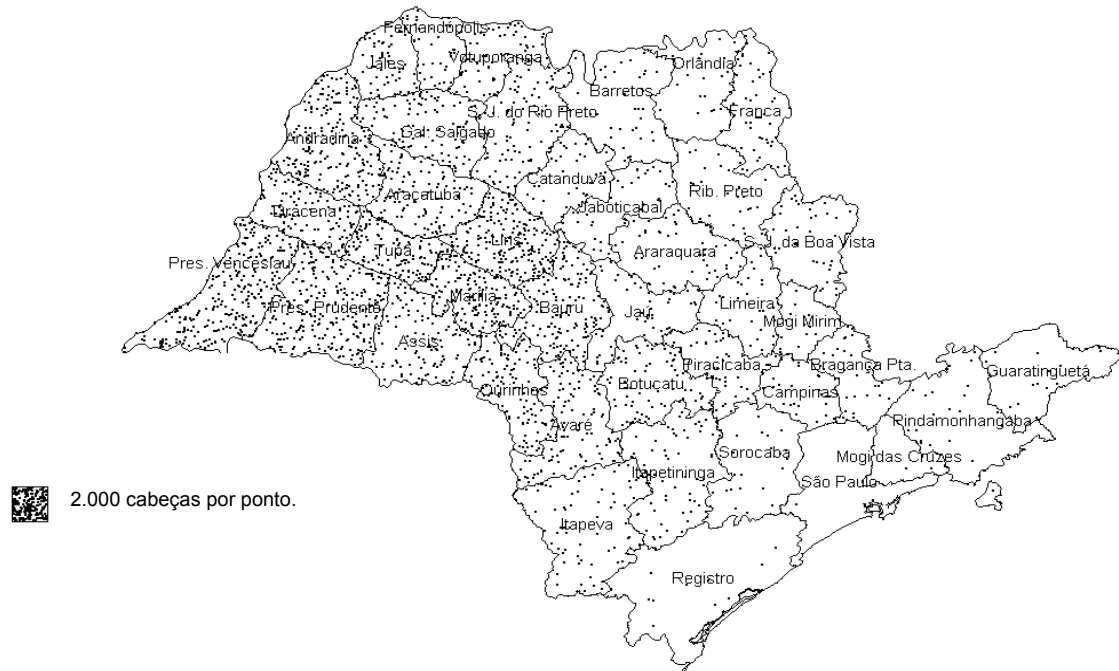 Fernandópolis
Votuporanga
Jales
Orlândia
Barretos
Franca
S. J. do Rio Preto
Gal. Salgado
Andradina
Catanduva
Rib. Preto
Araçatuba
Jaboticabal
Dracena
Lins
S. J. da Boa Vista
Tupã
Araraquara
Pres. Venceslau
Marília
Pres. Prudente
Bauru
Jaú
Limeira
Mogi Mirim
Assis
Piracicaba
Bragança Pta.
Guaratinguetá
Botucatu
Ourinhos
Campinas
Pindamonhangaba
Avaré
Sorocaba
Mogi das Cruzes
Itapetininga
São Paulo
2.000 cabeças por ponto.
Itapeva
Registro